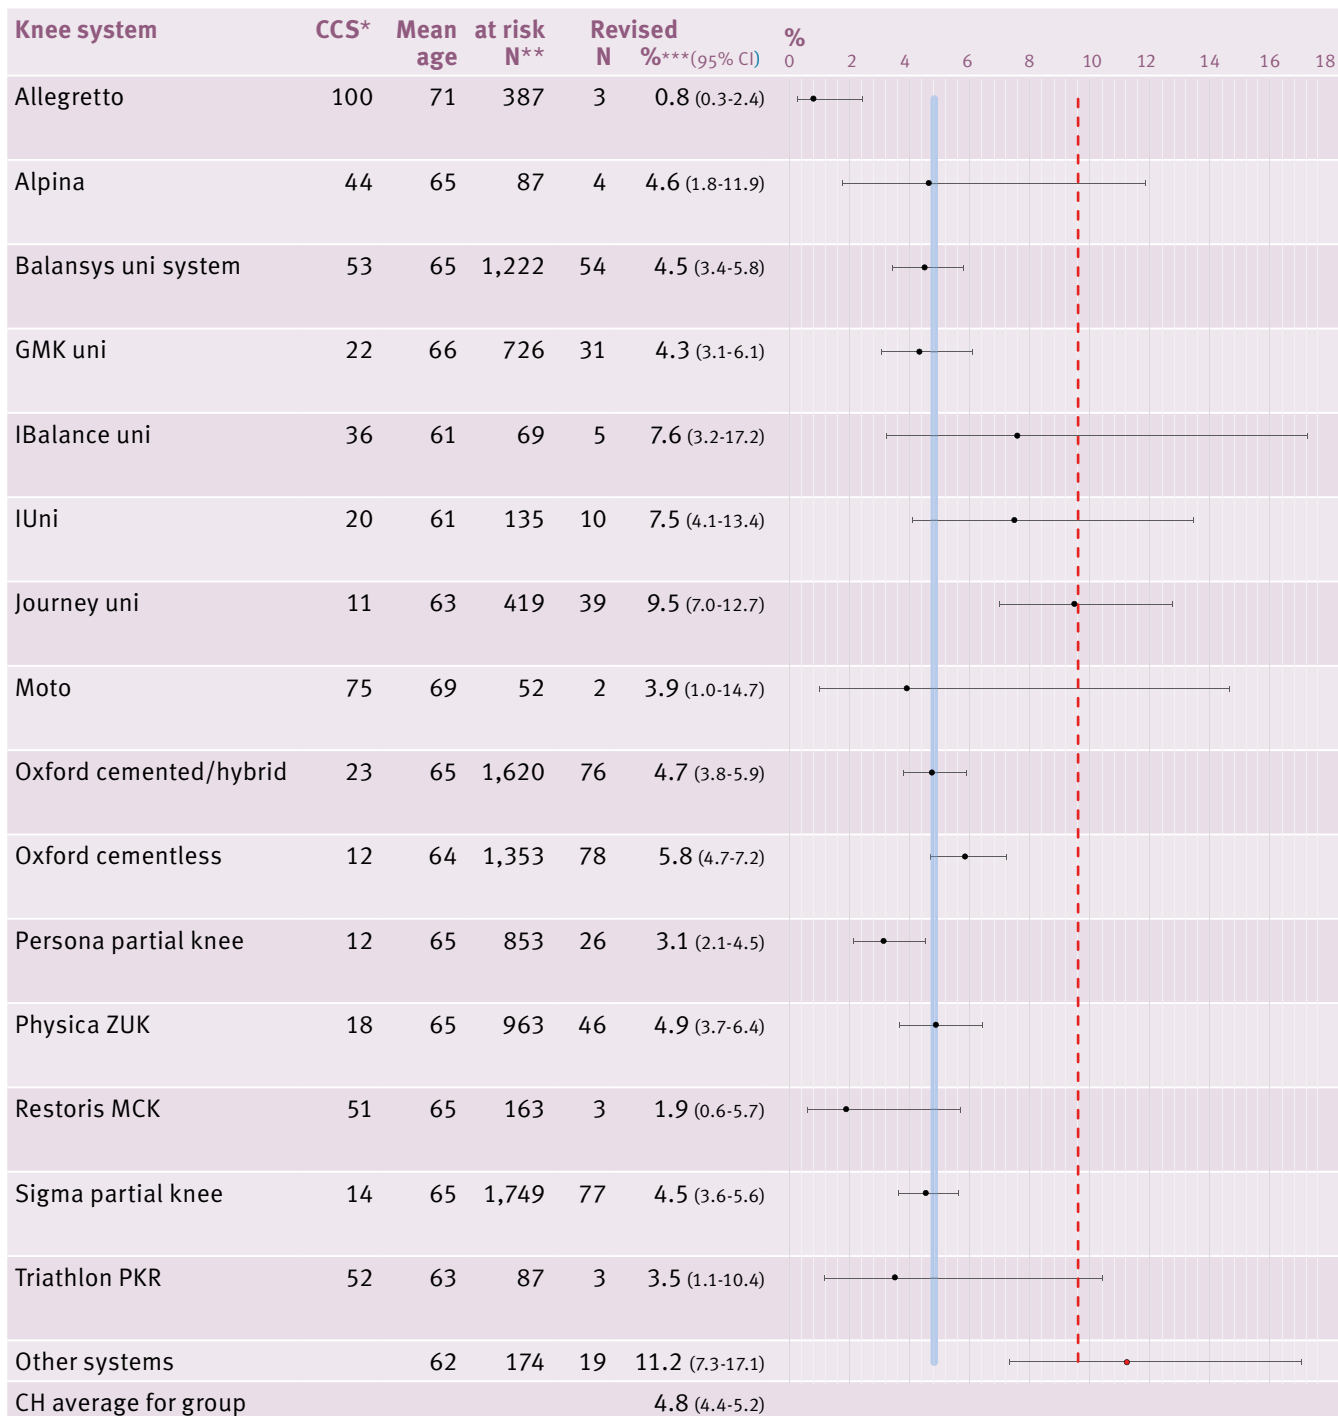 Knee system CCS* Mean at risk Revised %
age N** N %***(95% CI) 0 2 4 6 8 10 12 14 16 18
Allegretto 100 71 387 3 0.8 (0.3-2.4)
Alpina 44 65 87 4 4.6 (1.8-11.9)
Balansys uni system 53 65 1,222 54 4.5 (3.4-5.8)
GMK uni 22 66 726 31 4.3 (3.1-6.1)
IBalance uni 36 61 69 5 7.6 (3.2-17.2)
IUni 20 61 135 10 7.5 (4.1-13.4)
Journey uni 11 63 419 39 9.5 (7.0-12.7)
Moto 75 69 52 2 3.9 (1.0-14.7)
Oxford cemented/hybrid 23 65 1,620 76 4.7 (3.8-5.9)
Oxford cementless 12 64 1,353 78 5.8 (4.7-7.2)
Persona partial knee 12 65 853 26 3.1 (2.1-4.5)
Physica ZUK 18 65 963 46 4.9 (3.7-6.4)
Restoris MCK 51 65 163 3 1.9 (0.6-5.7)
Sigma partial knee 14 65 1,749 77 4.5 (3.6-5.6)
Triathlon PKR 52 63 87 3 3.5 (1.1-10.4)
Other systems 62 174 19 11.2 (7.3-17.1)
CH average for group 4.8 (4.4-5.2)